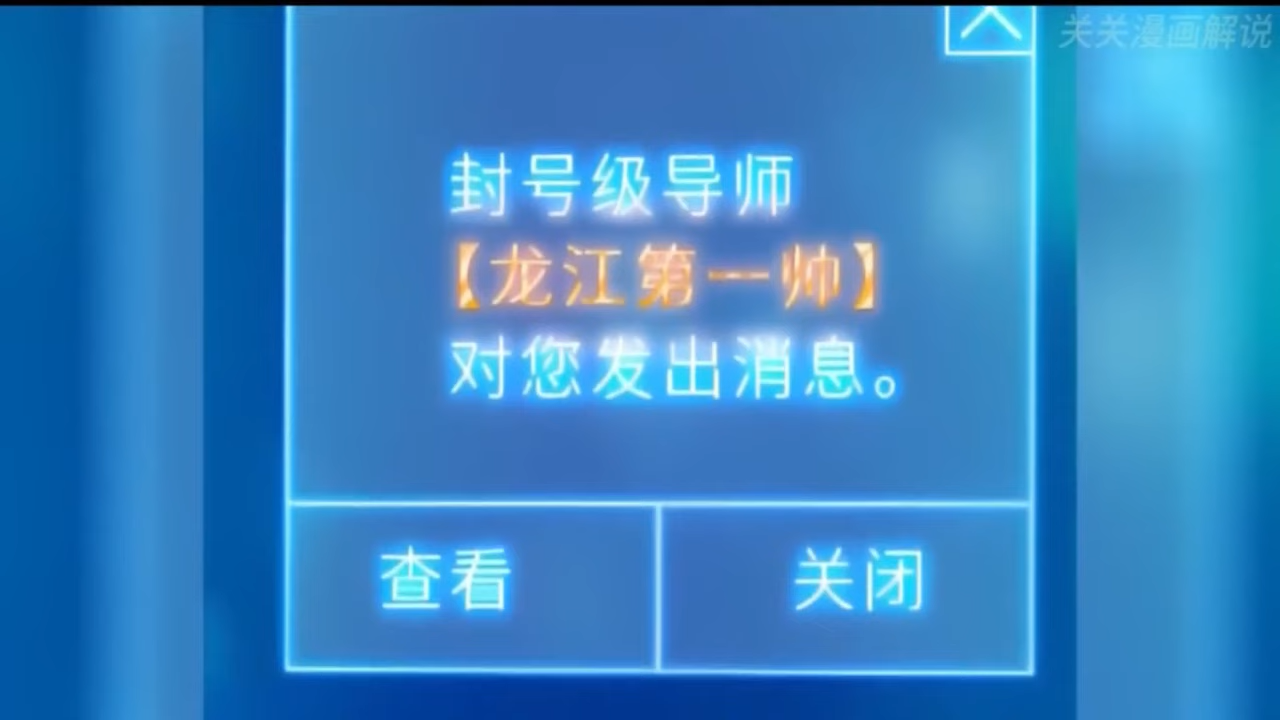 关关漫画解说
封号级导师
【龙江第一帅】
对您发出消息。
查看
关闭